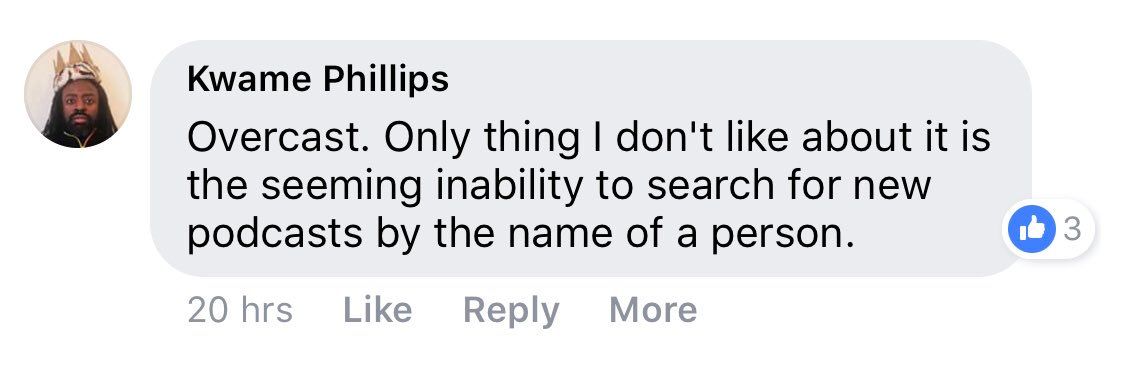 Kwame Phillips
Overcast. Only thing I don't like about it is
the seeming inability to search for new
podcasts by the name of a person.
3
20 hrs Like Reply More